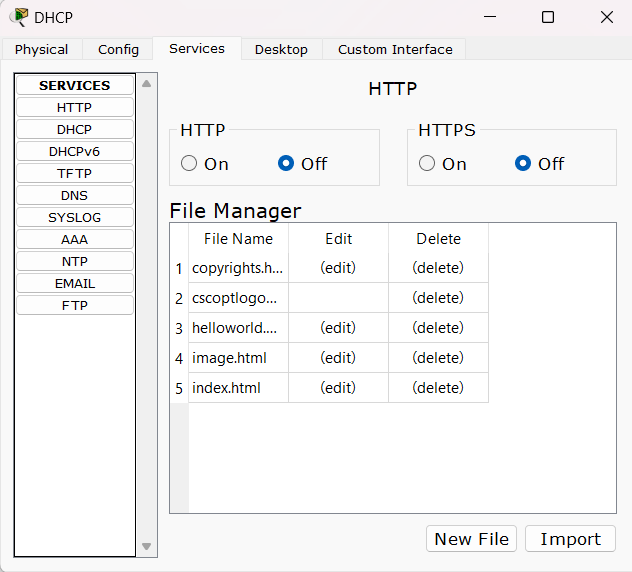 DHCP
Physical Config Services Desktop Custom Interface
SERVICES
HTTP
DHCP
DHCPv6
TFTP
DNS
SYSLOG
AAA
NTP
EMAIL
FTP
HTTP
HTTP
On Off
HTTPS
On Off
File Manager
File Name Edit Delete
1 copyrights.h... (edit) (delete)
2 cscoptlogo... (delete)
3 helloworld.... (edit) (delete)
4 image.html (edit) (delete)
5 index.html (edit) (delete)
New File Import